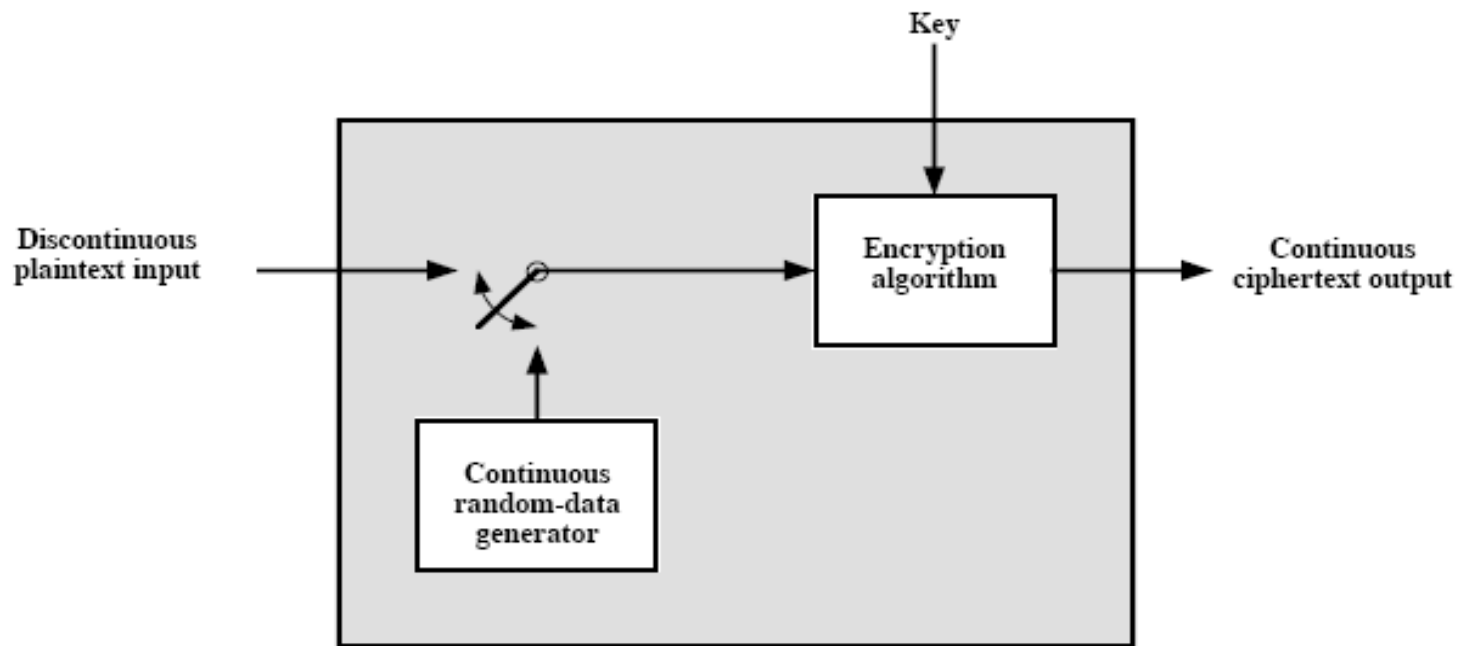 Key
Discontinuous
plaintext input
Encryption
algorithm
Continuous
ciphertext output
Continuous
random-data
generator